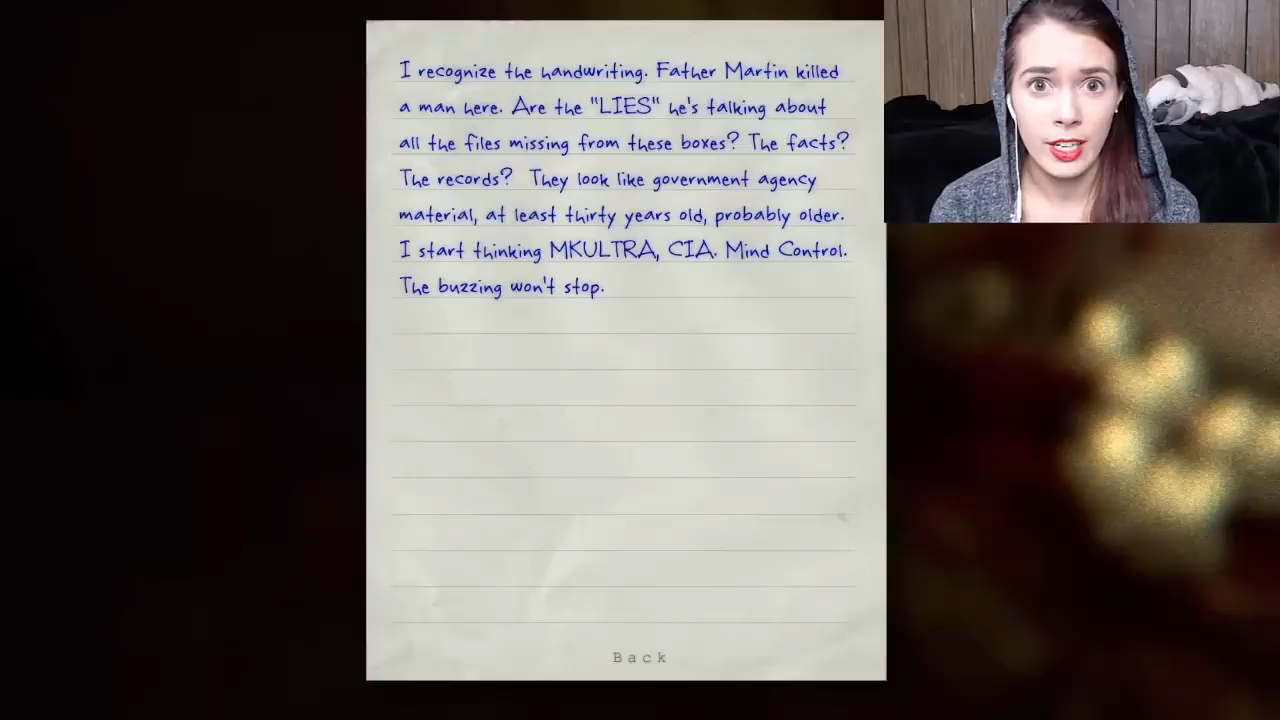 I recognize the handwriting. Father Martin killed
a man here. Are the "LIES" he's talking about
all the files missing from these boxes? The facts?
The records?  They look like government agency
material, at least thirty years old, probably older.
I start thinking MKULTRA, CIA. Mind Control.
The buzzing won't stop.
Back